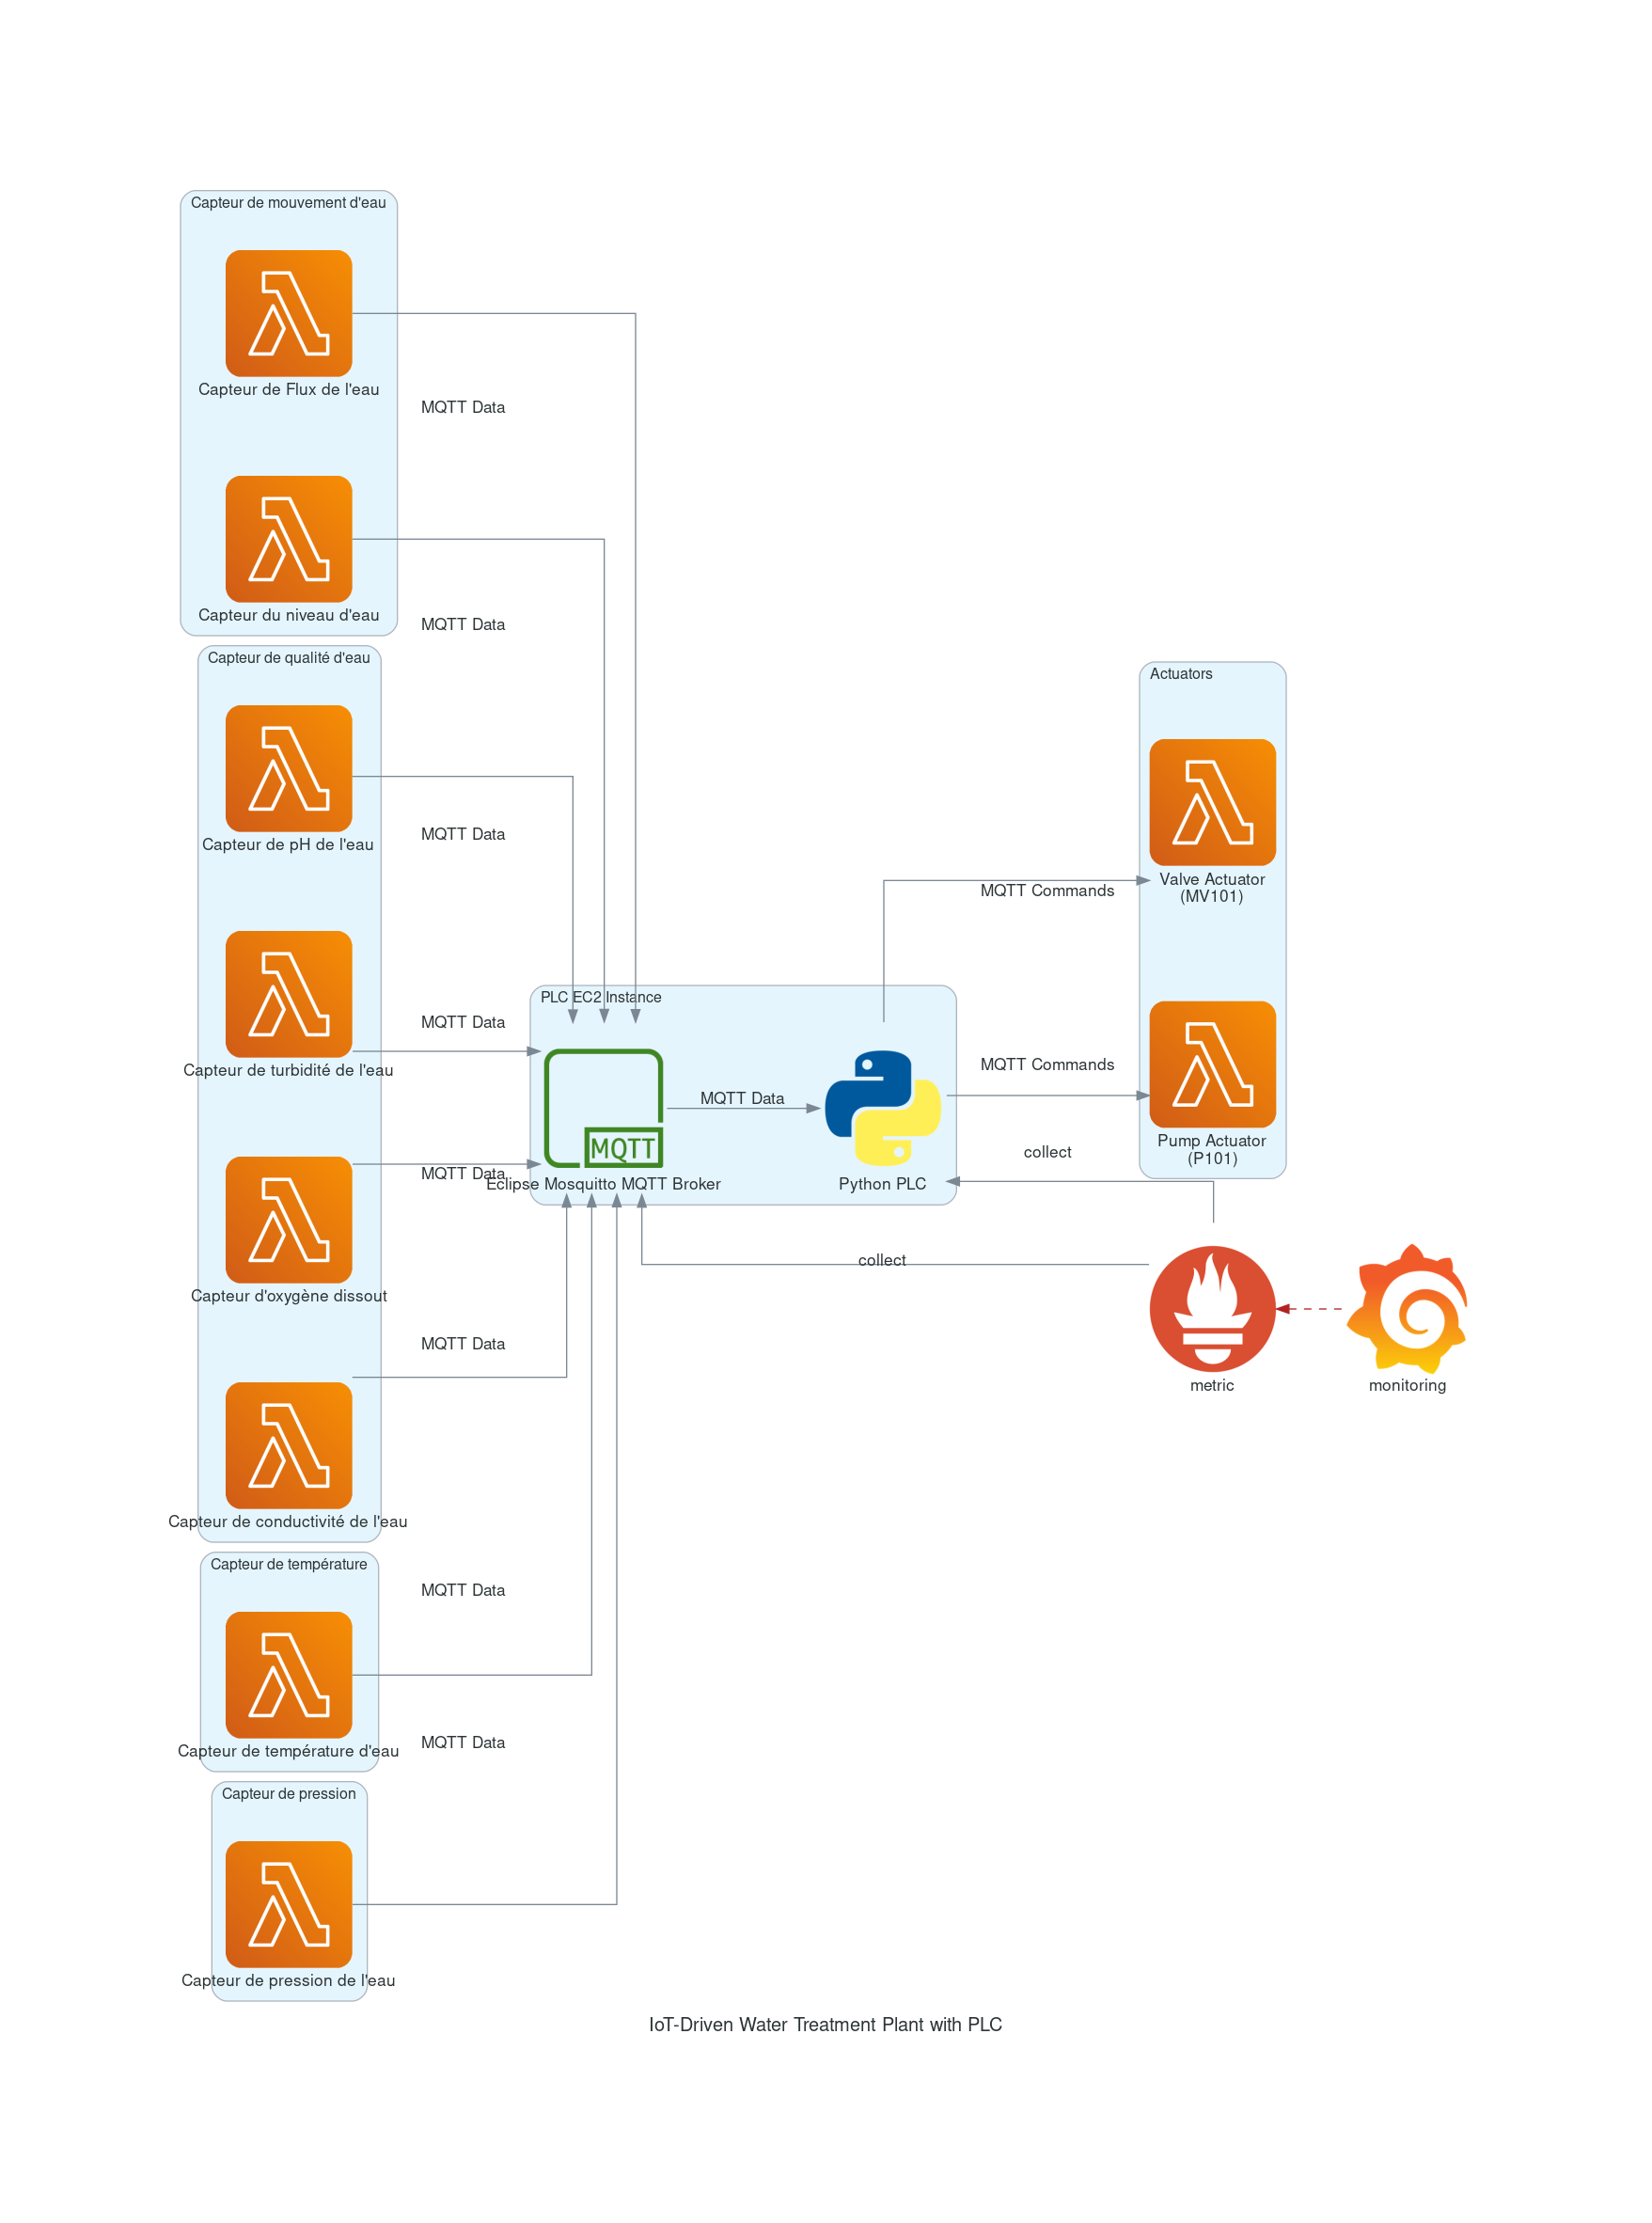 Capteur de mouvement d'eau
Capteur de Flux de l'eau
MQTT Data
Capteur du niveau d'eau
MQTT Data
Capteur de qualité d'eau
Capteur de pH de l'eau
MQTT Data
Capteur de turbidité de l'eau
MQTT Data
Capteur d'oxygène dissout
MQTT Data
Capteur de conductivité de l'eau
MQTT Data
Capteur de température
Capteur de température d'eau
MQTT Data
Capteur de pression
Capteur de pression de l'eau
MQTT Data
PLC EC2 Instance
MQTT
Eclipse Mosquitto MQTT Broker
MQTT Data
Python PLC
Actuators
MQTT Commands
Valve Actuator
(MV101)
MQTT Commands
Pump Actuator
(P101)
collect
collect
metric
monitoring
IoT-Driven Water Treatment Plant with PLC